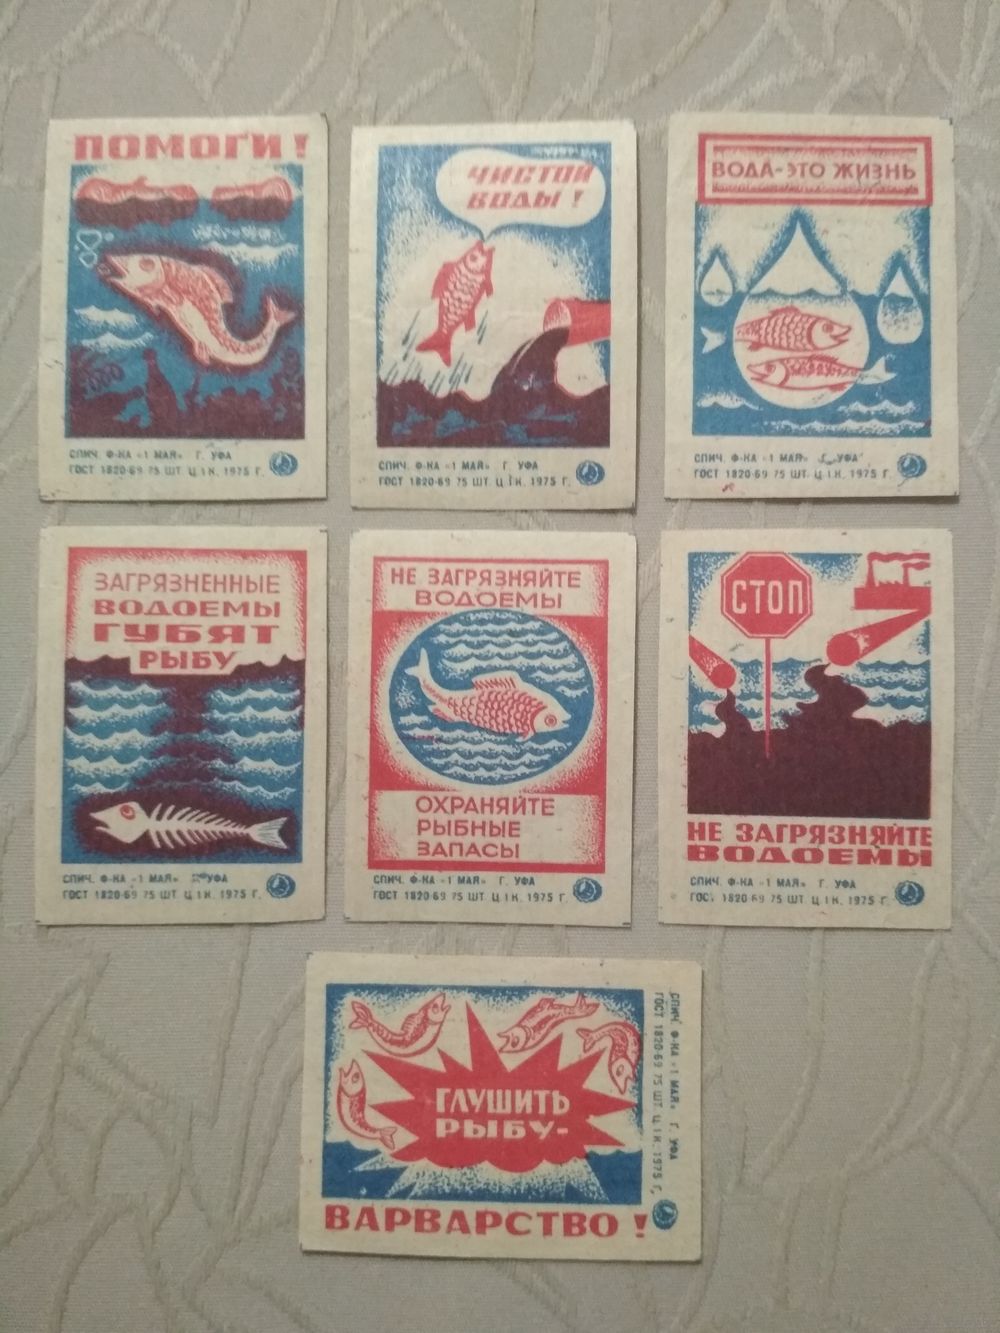 ПОМОГИ!
СПИЧ. Ф-КА «1 МАЯ» Г. УФА
ГОСТ 1820-69 75 ШТ. Ц 1 К. 1975 Г.
ЧИСТОЙ
ВОДЫ!
СПИЧ. Ф-КА «1 МАЯ» Г. УФА
ГОСТ 1820-69 75 ШТ. Ц 1 К. 1975 Г.
ВОДА-ЭТО ЖИЗНЬ
СПИЧ. Ф-КА «1 МАЯ» Г. УФА
ГОСТ 1820-69 75 ШТ. Ц 1 К. 1975 Г.
ЗАГРЯЗНЕННЫЕ
ВОДОЕМЫ
ГУБЯТ
РЫБУ
СПИЧ. Ф-КА «1 МАЯ» Г. УФА
ГОСТ 1820-69 75 ШТ. Ц 1 К. 1975 Г.
НЕ ЗАГРЯЗНЯЙТЕ
ВОДОЕМЫ
ОХРАНЯЙТЕ
РЫБНЫЕ
ЗАПАСЫ
СПИЧ. Ф-КА «1 МАЯ» Г. УФА
ГОСТ 1820-69 75 ШТ. Ц 1 К. 1975 Г.
СТОП
НЕ ЗАГРЯЗНЯЙТЕ
ВОДОЕМЫ
СПИЧ. Ф-КА «1 МАЯ» Г. УФА
ГОСТ 1820-69 75 ШТ. Ц 1 К. 1975 Г.
ГЛУШИТЬ
РЫБУ-
ВАРВАРСТВО!
СПИЧ. Ф-КА «1 МАЯ» Г. УФА
ГОСТ 1820-69 75 ШТ. Ц 1 К. 1975 Г.